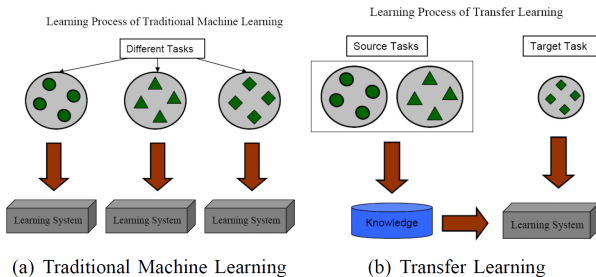 Learning Process of Traditional Machine Learning
Different Tasks
Learning System
Learning System
Learning System
(a) Traditional Machine Learning
Learning Process of Transfer Learning
Source Tasks
Target Task
Knowledge
Learning System
(b) Transfer Learning